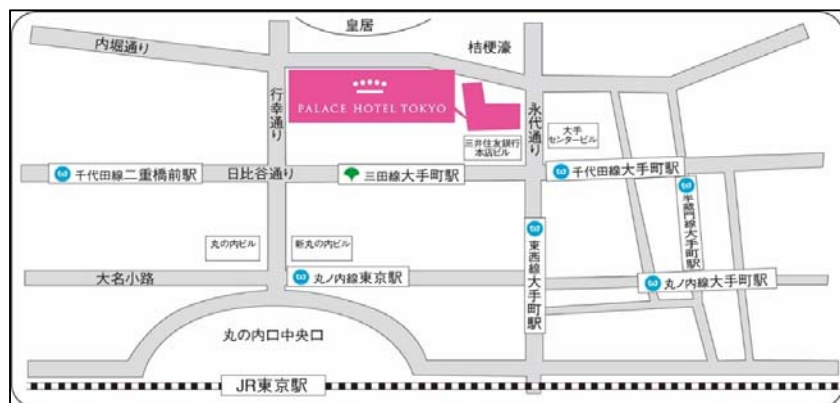 皇居
内堀通り
桔梗濠
PALACE HOTEL TOKYO
行幸通り
永代通り
大手
センタービル
三井住友銀行
本店ビル
千代田線二重橋前駅
日比谷通り
三田線大手町駅
千代田線大手町駅
半蔵門線大手町駅
丸の内ビル
新丸の内ビル
東西線大手町駅
大名小路
丸ノ内線東京駅
丸ノ内線大手町駅
丸の内口中央口
JR東京駅